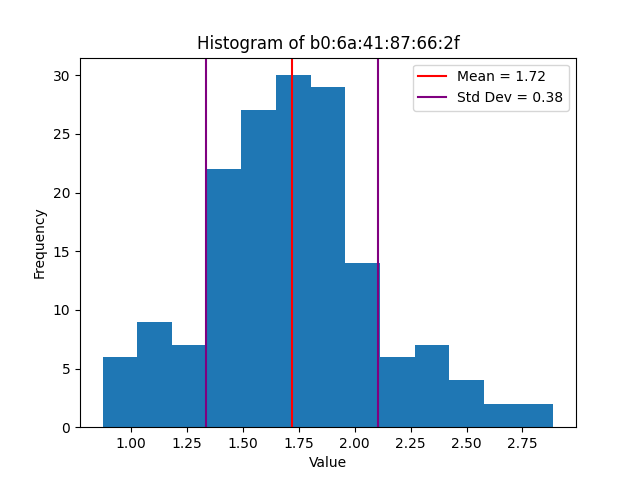 Histogram of b0:6a:41:87:66:2f
Mean = 1.72
Std Dev = 0.38
30
25
20
15
10
5
0
Frequency
1.00 1.25 1.50 1.75 2.00 2.25 2.50 2.75
Value